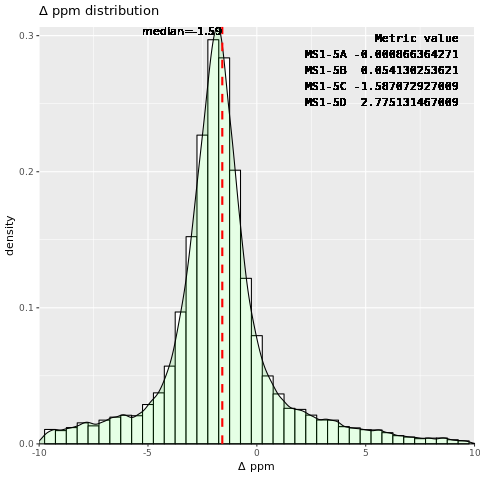 Δ ppm distribution
median=-1.59
Metric value
MS1-5A -0.000866364271
MS1-5B 0.054130253621
MS1-5C -1.587072927009
MS1-5D 2.775131467009
density
0.3
0.2
0.1
0.0
-10 -5 0 5 10
Δ ppm